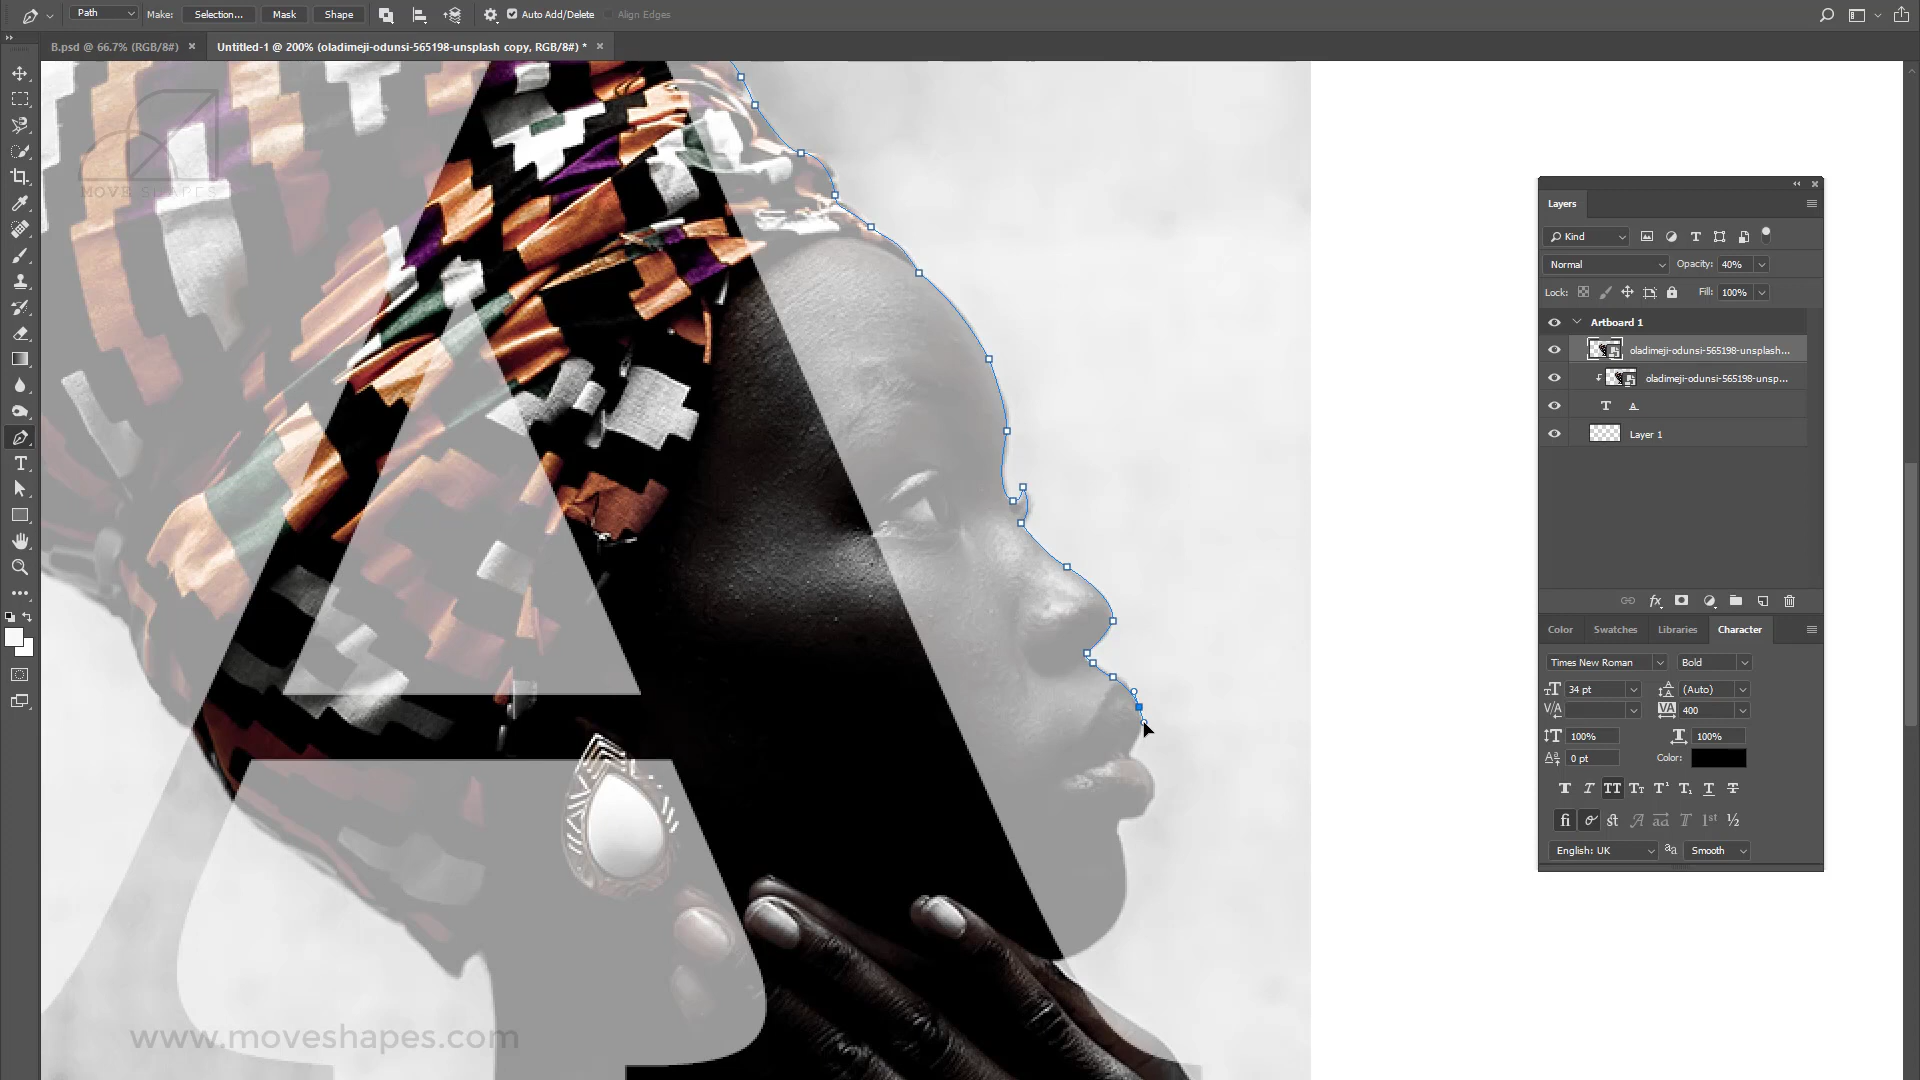 Path
Make:
Selection...
Mask
Shape
Auto Add/Delete
Align Edges
B.psd @ 66.7% (RGB/8#)
Untitled-1 @ 200% (oladimeji-odunsi-565198-unsplash copy, RGB/8#) *
MOVE SHAPES
Layers
Kind
Normal
Opacity:
40%
Lock:
Fill:
100%
Artboard 1
oladimeji-odunsi-565198-unsplash...
oladimeji-odunsi-565198-unsp...
A
Layer 1
Color
Swatches
Libraries
Character
Times New Roman
Bold
34 pt
(Auto)
400
100%
100%
0 pt
Color:
English: UK
aa
Smooth
www.moveshapes.com